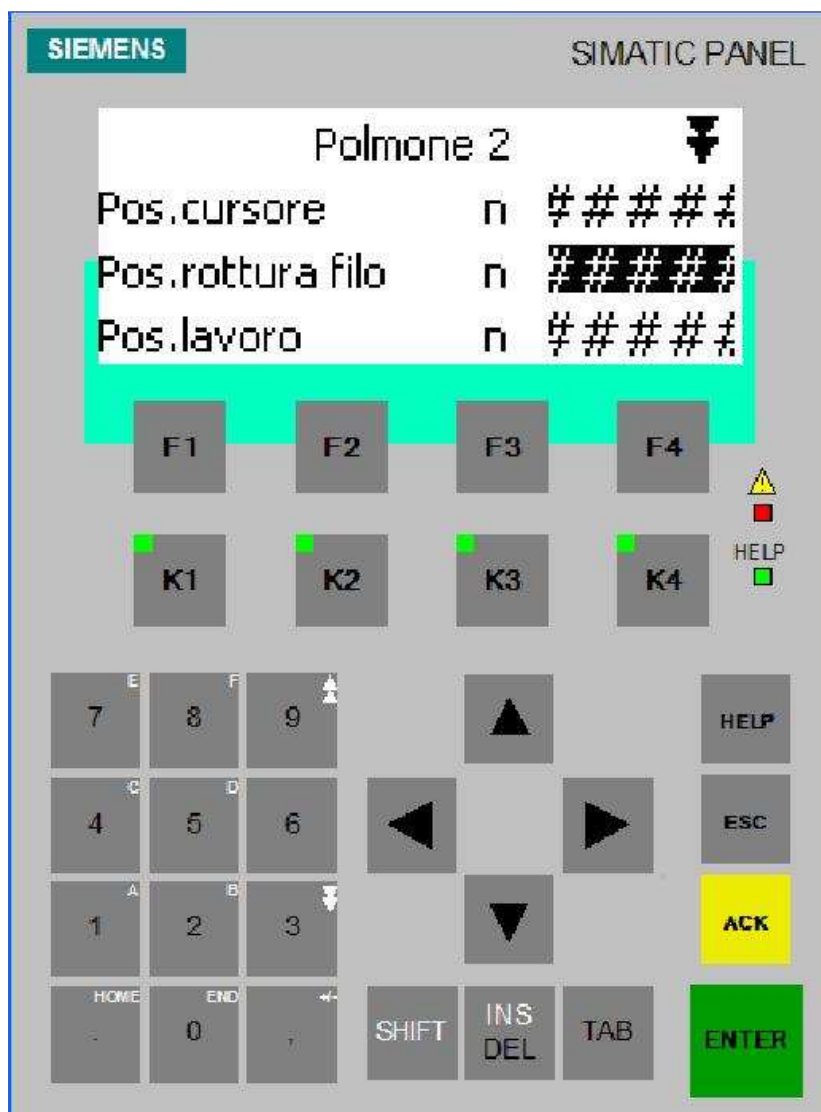 SIEMENS
SIMATIC PANEL
Polmone 2
Pos.cursore n #####
Pos.rottura filo n #####
Pos.lavoro n #####
F1 F2 F3 F4
K1 K2 K3 K4
HELP
E F
7 8 9
HELP
C D
4 5 6
ESC
A B
1 2 3
ACK
HOME END +/-
. 0 ,
SHIFT
INS
DEL
TAB
ENTER